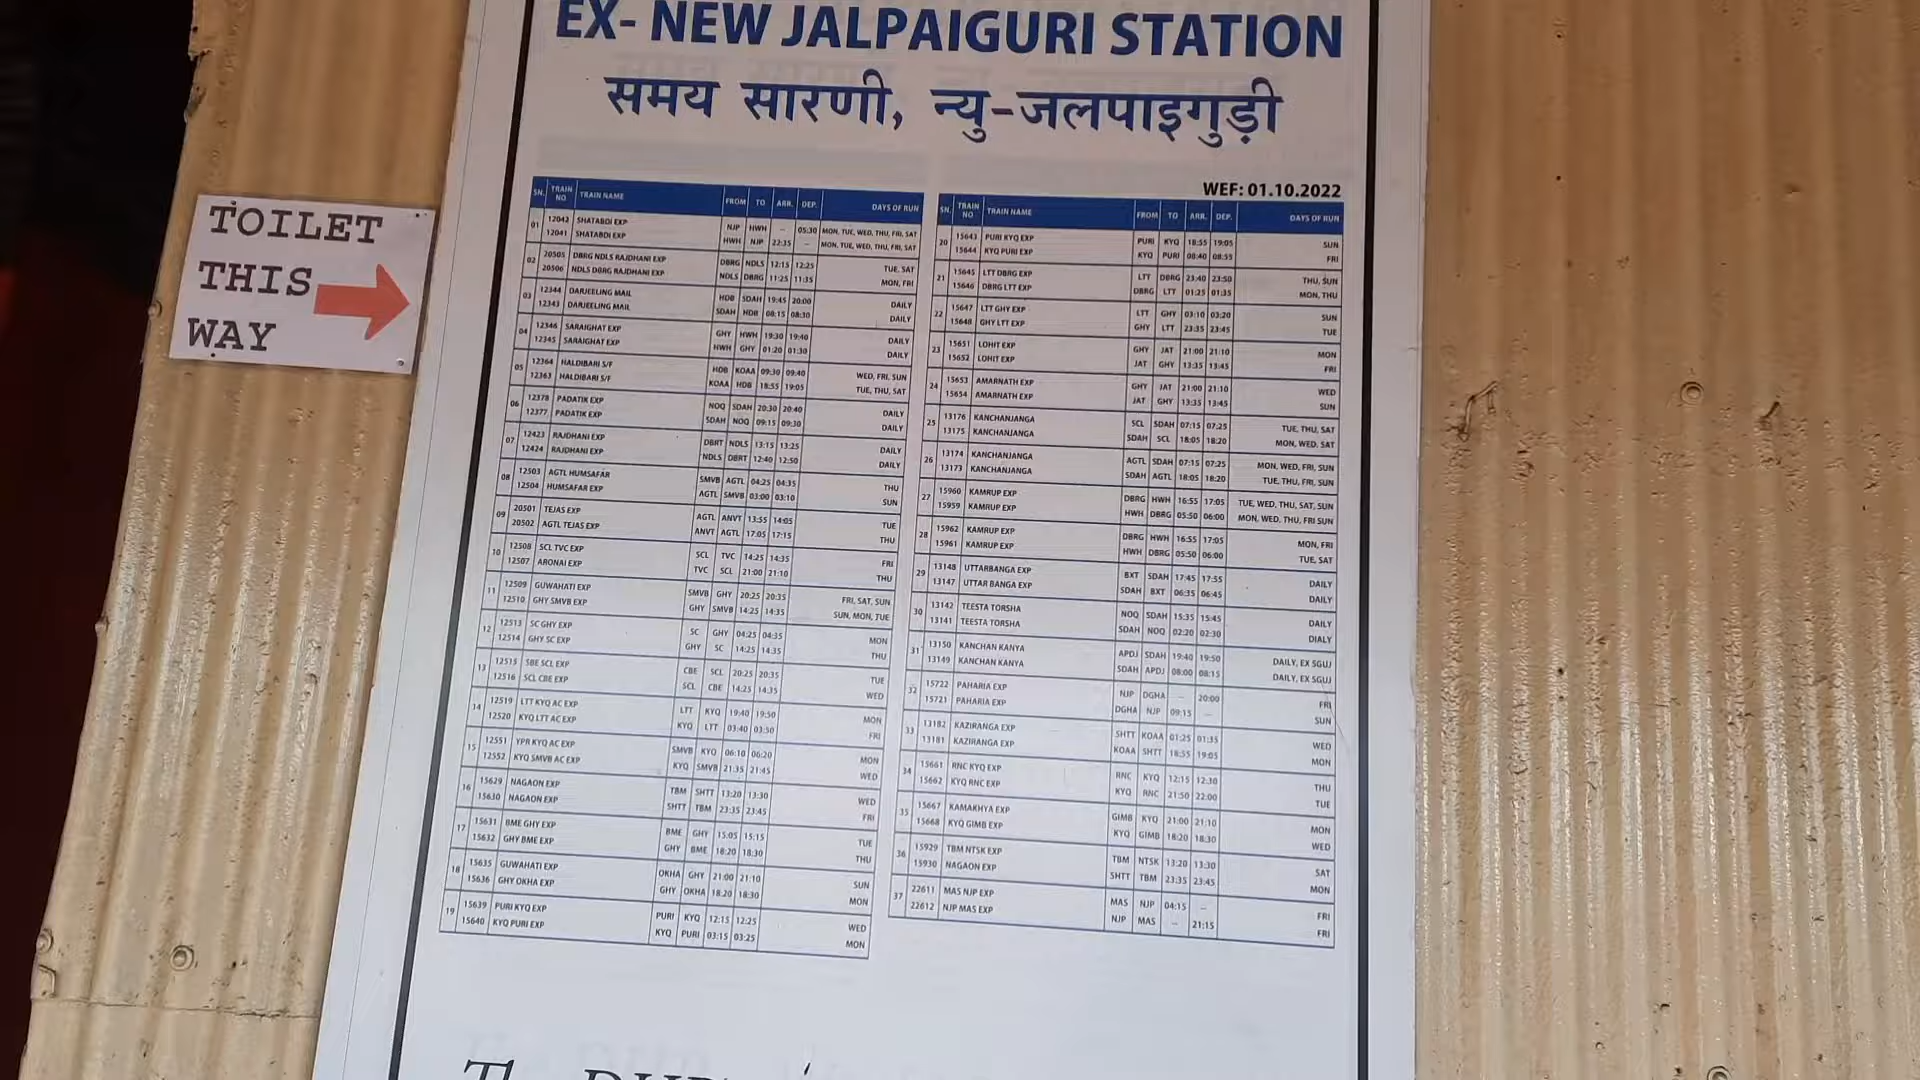 EX- NEW JALPAIGURI STATION
समय सारणी, न्यु-जलपाइगुड़ी
TOILET
THIS
WAY
WEF: 01.10.2022
SN. TRAIN NO TRAIN NAME FROM TO ARR. DEP. DAYS OF RUN
01 12042 SHATABDI EXP NJP HWH -- 05:30 MON, TUE, WED, THU, FRI, SAT
12041 SHATABDI EXP HWH NJP 22:35 -- MON, TUE, WED, THU, FRI, SAT
02 20505 DBRG NDLS RAJDHANI EXP DBRG NDLS 12:15 12:25 TUE, SAT
20506 NDLS DBRG RAJDHANI EXP NDLS DBRG 11:25 11:35 MON, FRI
03 12344 DARJEELING MAIL HDB SDAH 19:45 20:00 DAILY
12343 DARJEELING MAIL SDAH HDB 08:15 08:30 DAILY
04 12346 SARAIGHAT EXP GHY HWH 19:30 19:40 DAILY
12345 SARAIGHAT EXP HWH GHY 01:20 01:30 DAILY
05 12364 HALDIBARI S/F HDB KOAA 09:30 09:40 WED, FRI, SUN
12363 HALDIBARI S/F KOAA HDB 18:55 19:05 TUE, THU, SAT
06 12378 PADATIK EXP NOQ SDAH 20:30 20:40 DAILY
12377 PADATIK EXP SDAH NOQ 09:15 09:30 DAILY
07 12423 RAJDHANI EXP DBRT NDLS 13:15 13:25 DAILY
12424 RAJDHANI EXP NDLS DBRT 12:40 12:50 DAILY
08 12503 AGTL HUMSAFAR SMVB AGTL 04:25 04:35 THU
12504 HUMSAFAR EXP AGTL SMVB 03:00 03:10 SUN
09 20501 TEJAS EXP AGTL ANVT 13:55 14:05 TUE
20502 AGTL TEJAS EXP ANVT AGTL 17:05 17:15 THU
10 12508 SCL TVC EXP SCL TVC 14:25 14:35 FRI
12507 ARONAI EXP TVC SCL 21:00 21:10 THU
11 12509 GUWAHATI EXP SMVB GHY 20:25 20:35 FRI, SAT, SUN
12510 GHY SMVB EXP GHY SMVB 14:25 14:35 SUN, MON, TUE
12 12513 SC GHY EXP SC GHY 04:25 04:35 MON
12514 GHY SC EXP GHY SC 14:25 14:35 THU
13 12515 SBE SCL EXP CBE SCL 20:25 20:35 TUE
12516 SCL CBE EXP SCL CBE 14:25 14:35 WED
14 12519 LTT KYQ AC EXP LTT KYQ 19:40 19:50 MON
12520 KYQ LTT AC EXP KYQ LTT 03:40 03:50 FRI
15 12551 YPR KYQ AC EXP SMVB KYQ 06:10 06:20 MON
12552 KYQ SMVB AC EXP KYQ SMVB 21:35 21:45 WED
16 15629 NAGAON EXP TBM SHTT 13:20 13:30 WED
15630 NAGAON EXP SHTT TBM 23:35 23:45 FRI
17 15631 BME GHY EXP BME GHY 15:05 15:15 TUE
15632 GHY BME EXP GHY BME 18:20 18:30 THU
18 15635 GUWAHATI EXP OKHA GHY 21:00 21:10 SUN
15636 GHY OKHA EXP GHY OKHA 18:20 18:30 MON
19 15639 PURI KYQ EXP PURI KYQ 12:15 12:25 WED
15640 KYQ PURI EXP KYQ PURI 03:15 03:25 MON
SN. TRAIN NO TRAIN NAME FROM TO ARR. DEP. DAYS OF RUN
20 15643 PURI KYQ EXP PURI KYQ 18:55 19:05 SUN
15644 KYQ PURI EXP KYQ PURI 08:40 08:55 FRI
21 15645 LTT DBRG EXP LTT DBRG 23:40 23:50 THU, SUN
15646 DBRG LTT EXP DBRG LTT 01:25 01:35 MON, THU
22 15647 LTT GHY EXP LTT GHY 03:10 03:20 SUN
15648 GHY LTT EXP GHY LTT 23:35 23:45 TUE
23 15651 LOHIT EXP GHY JAT 21:00 21:10 MON
15652 LOHIT EXP JAT GHY 13:35 13:45 FRI
24 15653 AMARNATH EXP GHY JAT 21:00 21:10 WED
15654 AMARNATH EXP JAT GHY 13:35 13:45 SUN
25 13176 KANCHANJANGA SCL SDAH 07:15 07:25 TUE, THU, SAT
13175 KANCHANJANGA SDAH SCL 18:05 18:20 MON, WED, SAT
26 13174 KANCHANJANGA AGTL SDAH 07:15 07:25 MON, WED, FRI, SUN
13173 KANCHANJANGA SDAH AGTL 18:05 18:20 TUE, THU, FRI, SUN
27 15960 KAMRUP EXP DBRG HWH 16:55 17:05 TUE, WED, THU, SAT, SUN
15959 KAMRUP EXP HWH DBRG 05:50 06:00 MON, WED, THU, FRI SUN
28 15962 KAMRUP EXP DBRG HWH 16:55 17:05 MON, FRI
15961 KAMRUP EXP HWH DBRG 05:50 06:00 TUE, SAT
29 13148 UTTARBANGA EXP BXT SDAH 17:45 17:55 DAILY
13147 UTTAR BANGA EXP SDAH BXT 06:35 06:45 DAILY
30 13142 TEESTA TORSHA NOQ SDAH 15:35 15:45 DAILY
13141 TEESTA TORSHA SDAH NOQ 02:20 02:30 DIALY
31 13150 KANCHAN KANYA APDJ SDAH 19:40 19:50 DAILY, EX SGUJ
13149 KANCHAN KANYA SDAH APDJ 08:00 08:15 DAILY, EX SGUJ
32 15722 PAHARIA EXP NJP DGHA -- 20:00 FRI
15721 PAHARIA EXP DGHA NJP 09:15 -- SUN
33 13182 KAZIRANGA EXP SHTT KOAA 01:25 01:35 WED
13181 KAZIRANGA EXP KOAA SHTT 18:55 19:05 MON
34 15661 RNC KYQ EXP RNC KYQ 12:15 12:30 THU
15662 KYQ RNC EXP KYQ RNC 21:50 22:00 TUE
35 15667 KAMAKHYA EXP GIMB KYQ 21:00 21:10 MON
15668 KYQ GIMB EXP KYQ GIMB 18:20 18:30 WED
36 15929 TBM NTSK EXP TBM NTSK 13:20 13:30 SAT
15930 NAGAON EXP SHTT TBM 23:35 23:45 MON
37 22611 MAS NJP EXP MAS NJP 04:15 -- FRI
22612 NJP MAS EXP NJP MAS -- 21:15 FRI